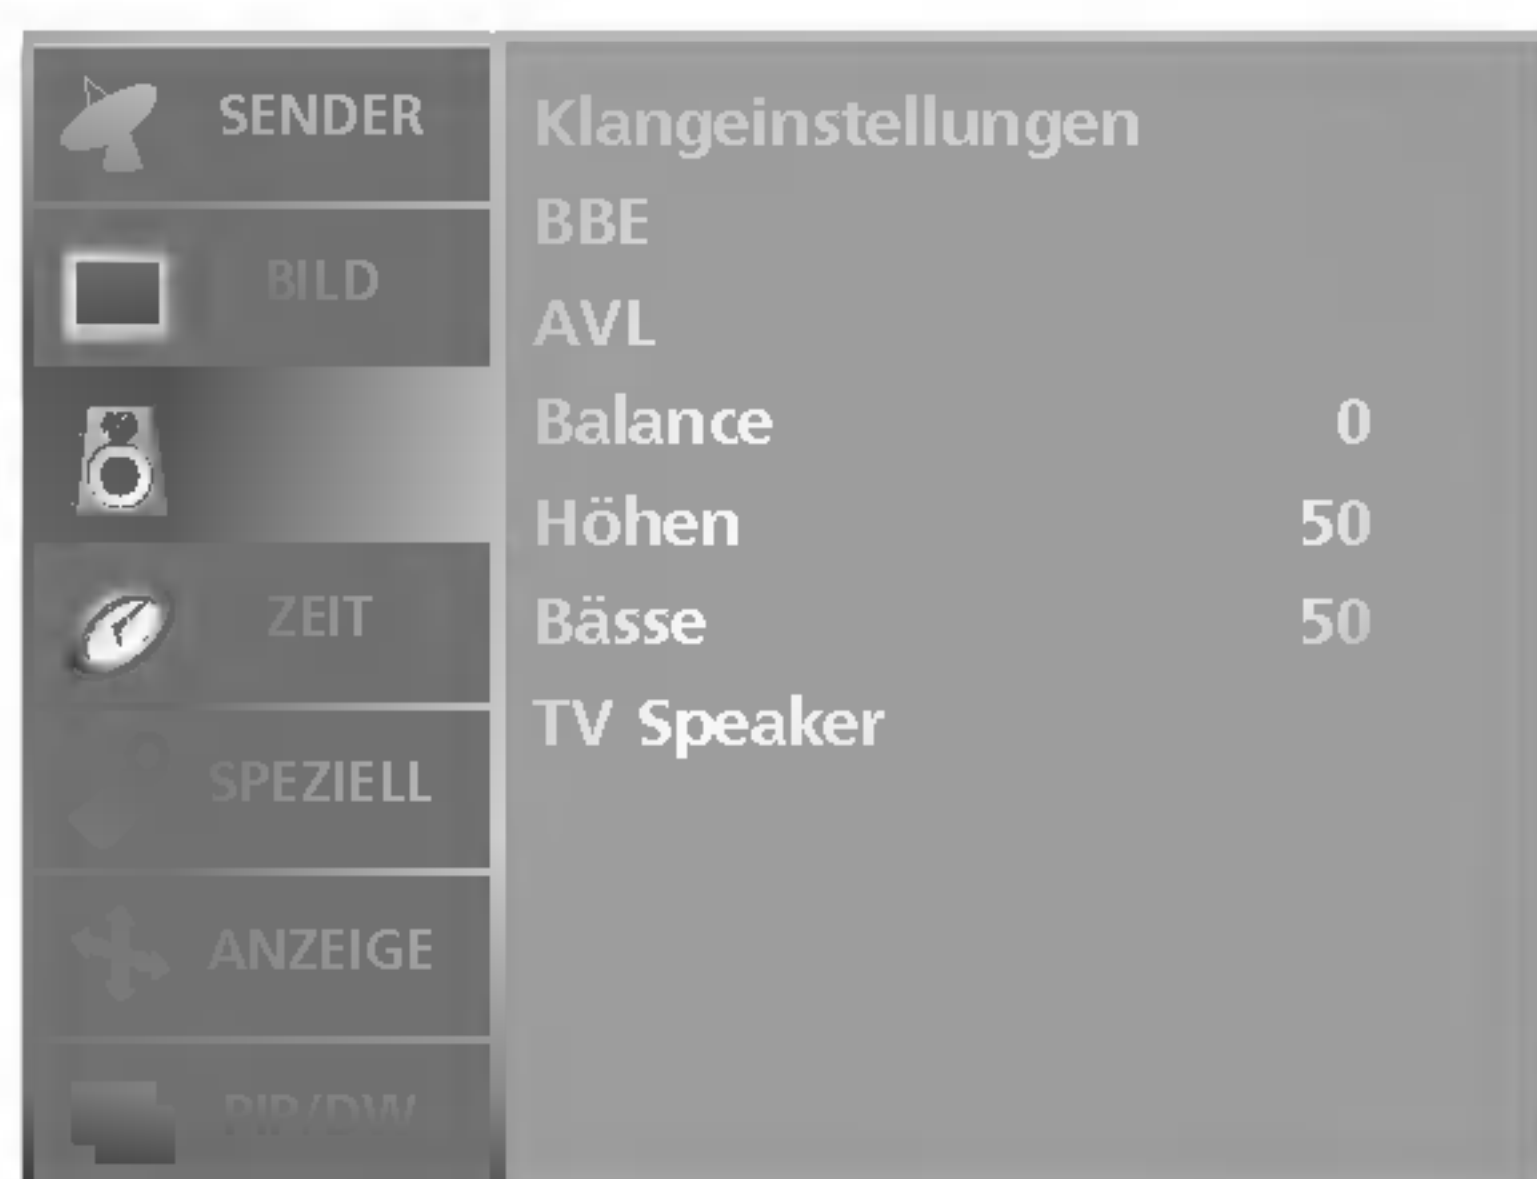 SENDER
BILD
ZEIT
SPEZIELL
ANZEIGE
PIP/DW
Klangeinstellungen
BBE
AVL
Balance 0
Höhen 50
Bässe 50
TV Speaker